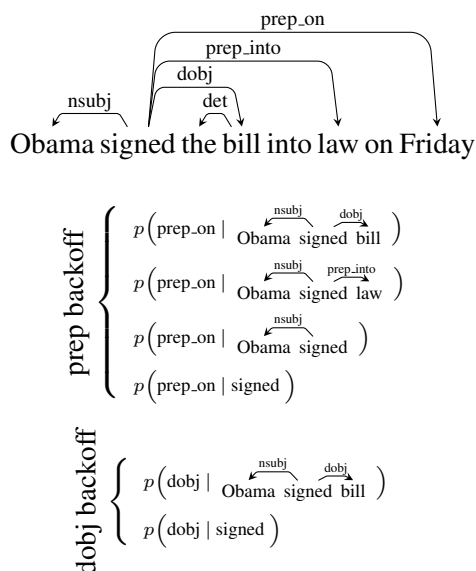 prep_on
prep_into
dobj
nsubj det
Obama signed the bill into law on Friday
prep backoff
nsubj dobj
p(prep_on | Obama signed bill)
nsubj prep_into
p(prep_on | Obama signed law)
nsubj
p(prep_on | Obama signed)
p(prep_on | signed)
dobj backoff
nsubj dobj
p(dobj | Obama signed bill)
p(dobj | signed)